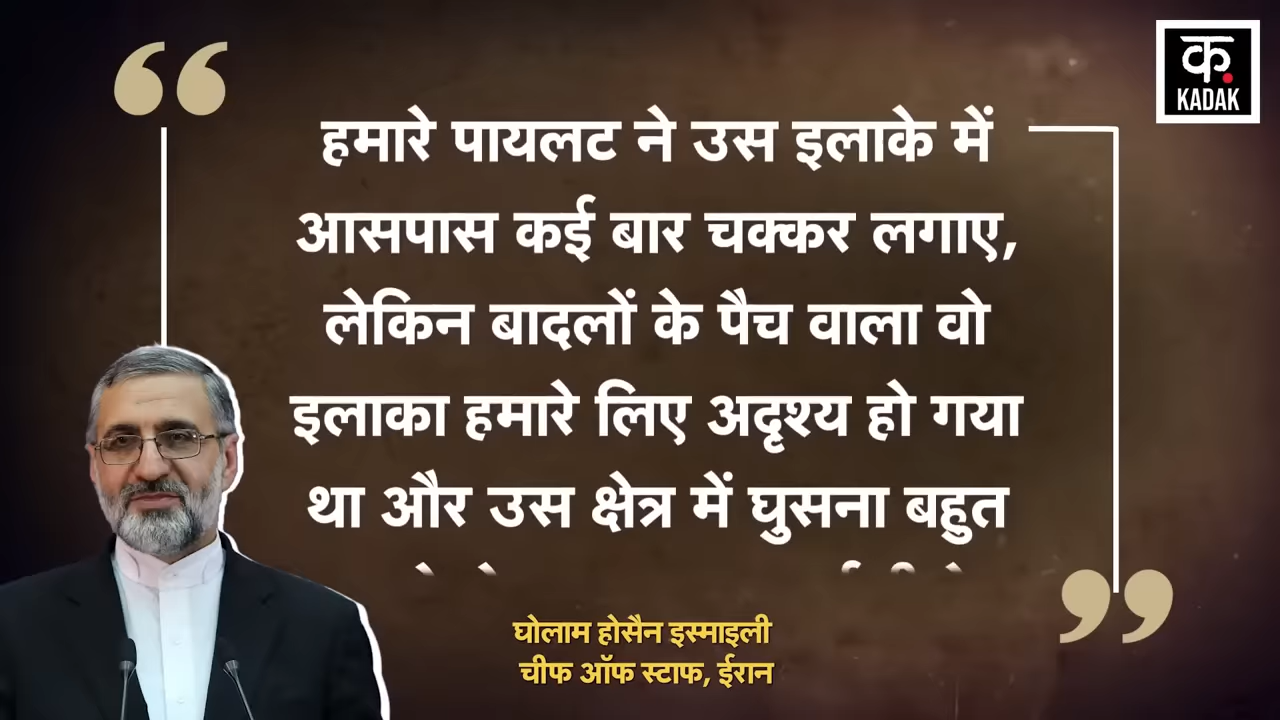 क.
KADAK
हमारे पायलट ने उस इलाके में
आसपास कई बार चक्कर लगाए,
लेकिन बादलों के पैच वाला वो
इलाका हमारे लिए अदृश्य हो गया
था और उस क्षेत्र में घुसना बहुत
घोलाम होसैन इस्माइली
चीफ ऑफ स्टाफ, ईरान